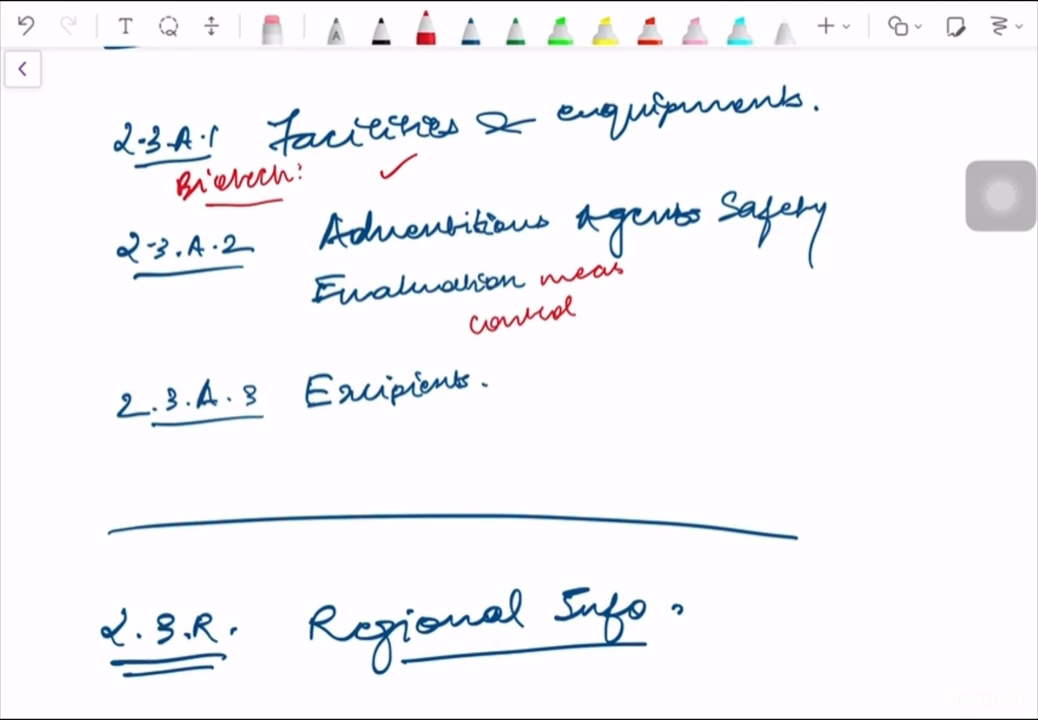 2.3.A.1 Facilities & enquipments.
Biotech: ✓
2.3.A.2 Adventitious Agents Safety
Evaluation meas
control
2.3.A.3 Excipients.
2.3.R. Regional Info.